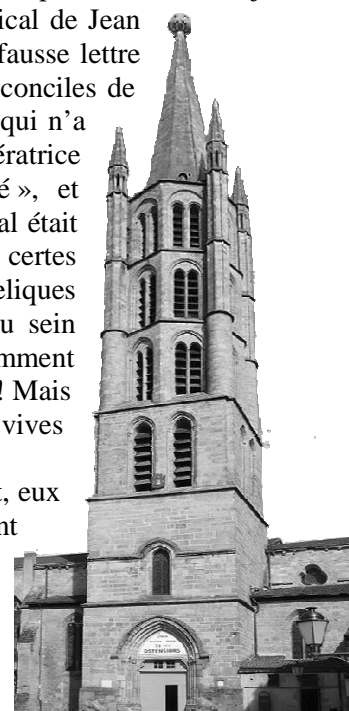 ical de Jean
fausse lettre
conciles de
qui n'a
ératrice
é », et
al était
certes
eliques
u sein
mment
! Mais
vives
t, eux
nt
OSTENSIONS